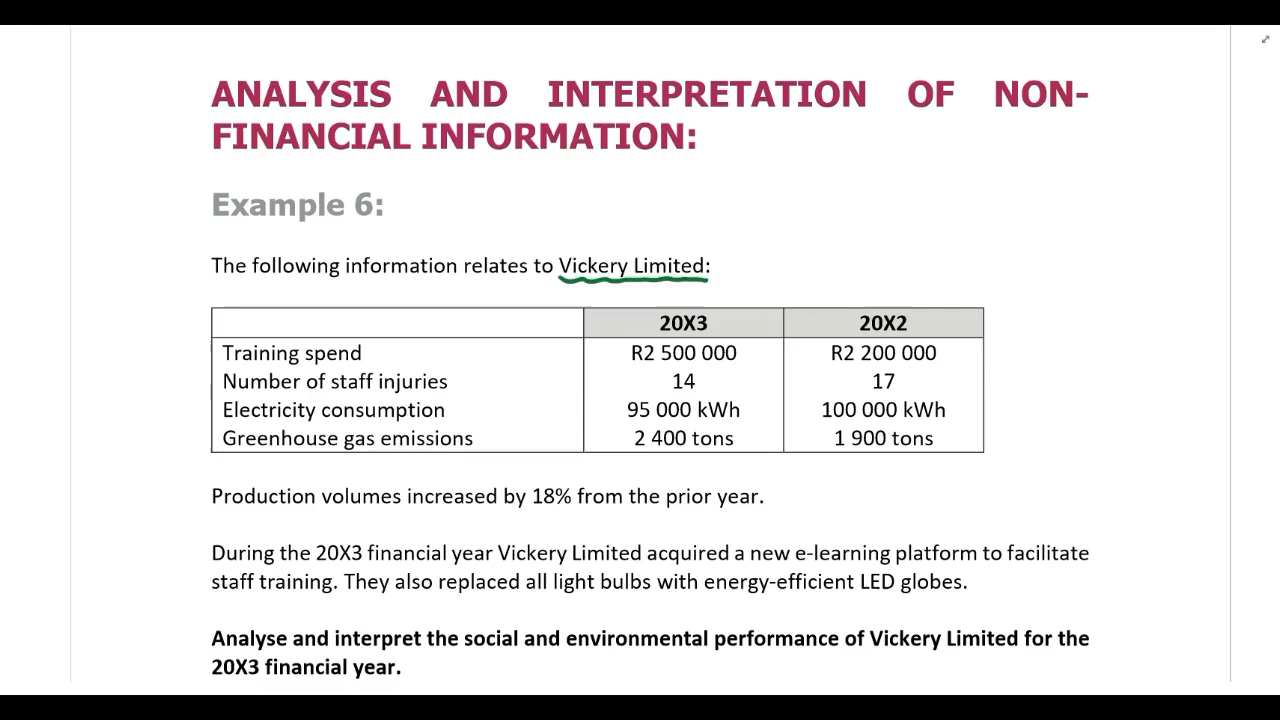 ANALYSIS AND INTERPRETATION OF NON-
FINANCIAL INFORMATION:
Example 6:
The following information relates to Vickery Limited:
20X3 20X2
Training spend R2 500 000 R2 200 000
Number of staff injuries 14 17
Electricity consumption 95 000 kWh 100 000 kWh
Greenhouse gas emissions 2 400 tons 1 900 tons
Production volumes increased by 18% from the prior year.
During the 20X3 financial year Vickery Limited acquired a new e-learning platform to facilitate
staff training. They also replaced all light bulbs with energy-efficient LED globes.
Analyse and interpret the social and environmental performance of Vickery Limited for the
20X3 financial year.